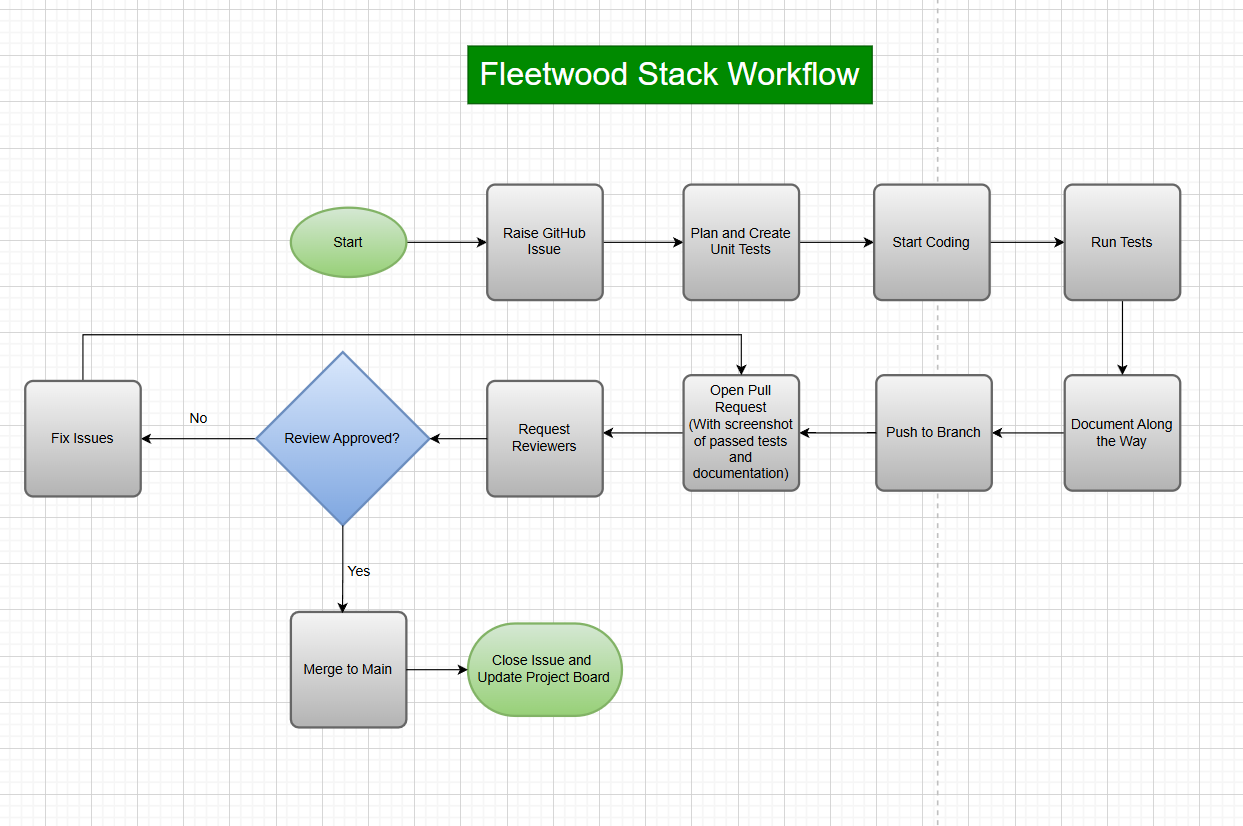 Fleetwood Stack Workflow
Start
Raise GitHub
Issue
Plan and Create
Unit Tests
Start Coding
Run Tests
Fix Issues
No
Review Approved?
Request
Reviewers
Open Pull
Request
(With screenshot
of passed tests
and
documentation)
Push to Branch
Document Along
the Way
Yes
Merge to Main
Close Issue and
Update Project Board